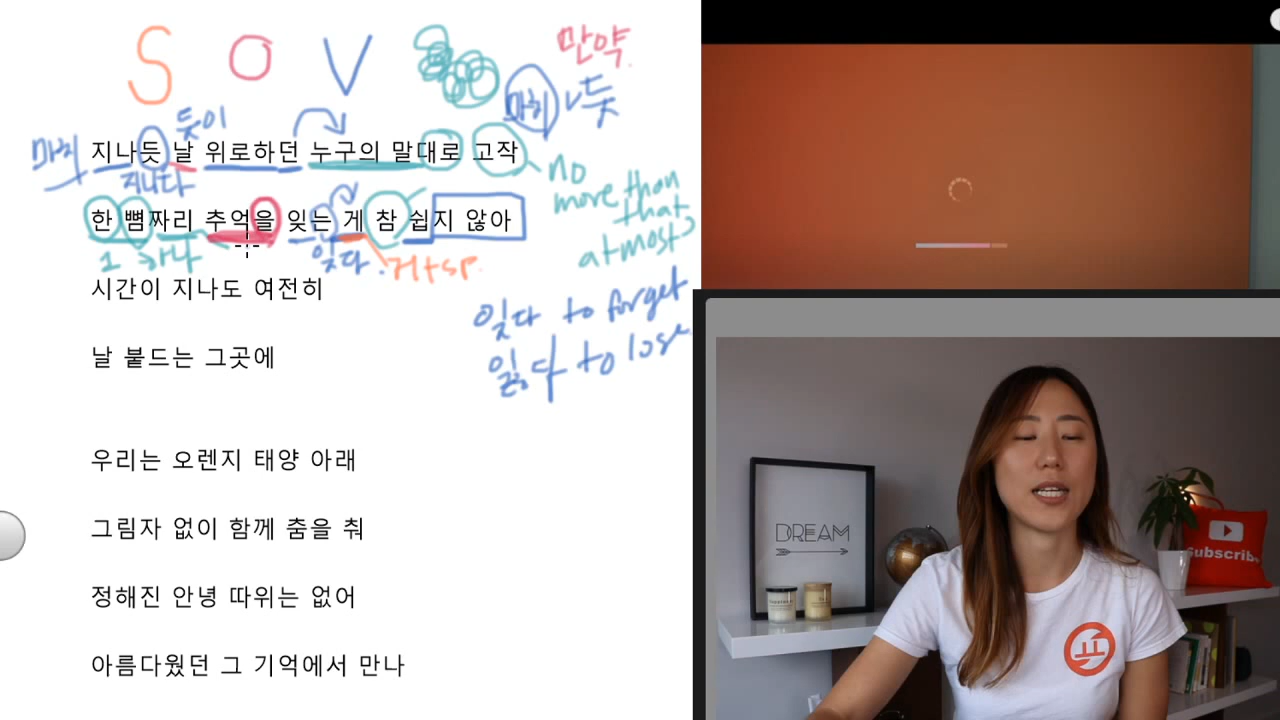 S O V
만약
마치 ㄴ듯
듯이
마치 지나듯 날 위로하던 누구의 말대로 고작
지나다
no more than that
at most
한 뼘짜리 추억을 잊는 게 참 쉽지 않아
1 하나 잊다 거+S.P.
시간이 지나도 여전히
잊다 to forget
잃다 to lose
날 붙드는 그곳에
우리는 오렌지 태양 아래
그림자 없이 함께 춤을 춰
정해진 안녕 따위는 없어
아름다웠던 그 기억에서 만나
DREAM
Subscribe